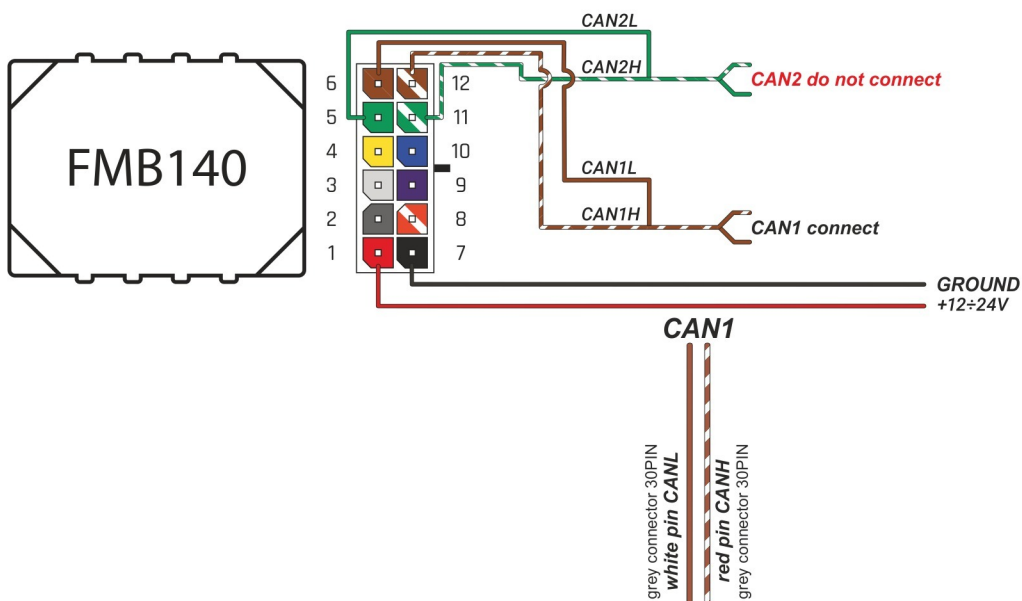 FMB140
CAN2L
CAN2H
CAN2 do not connect
6
12
5
11
4
10
3
9
2
8
1
7
CAN1L
CAN1H
CAN1 connect
GROUND
+12÷24V
CAN1
grey connector 30PIN
white pin CANL
red pin CANH
grey connector 30PIN